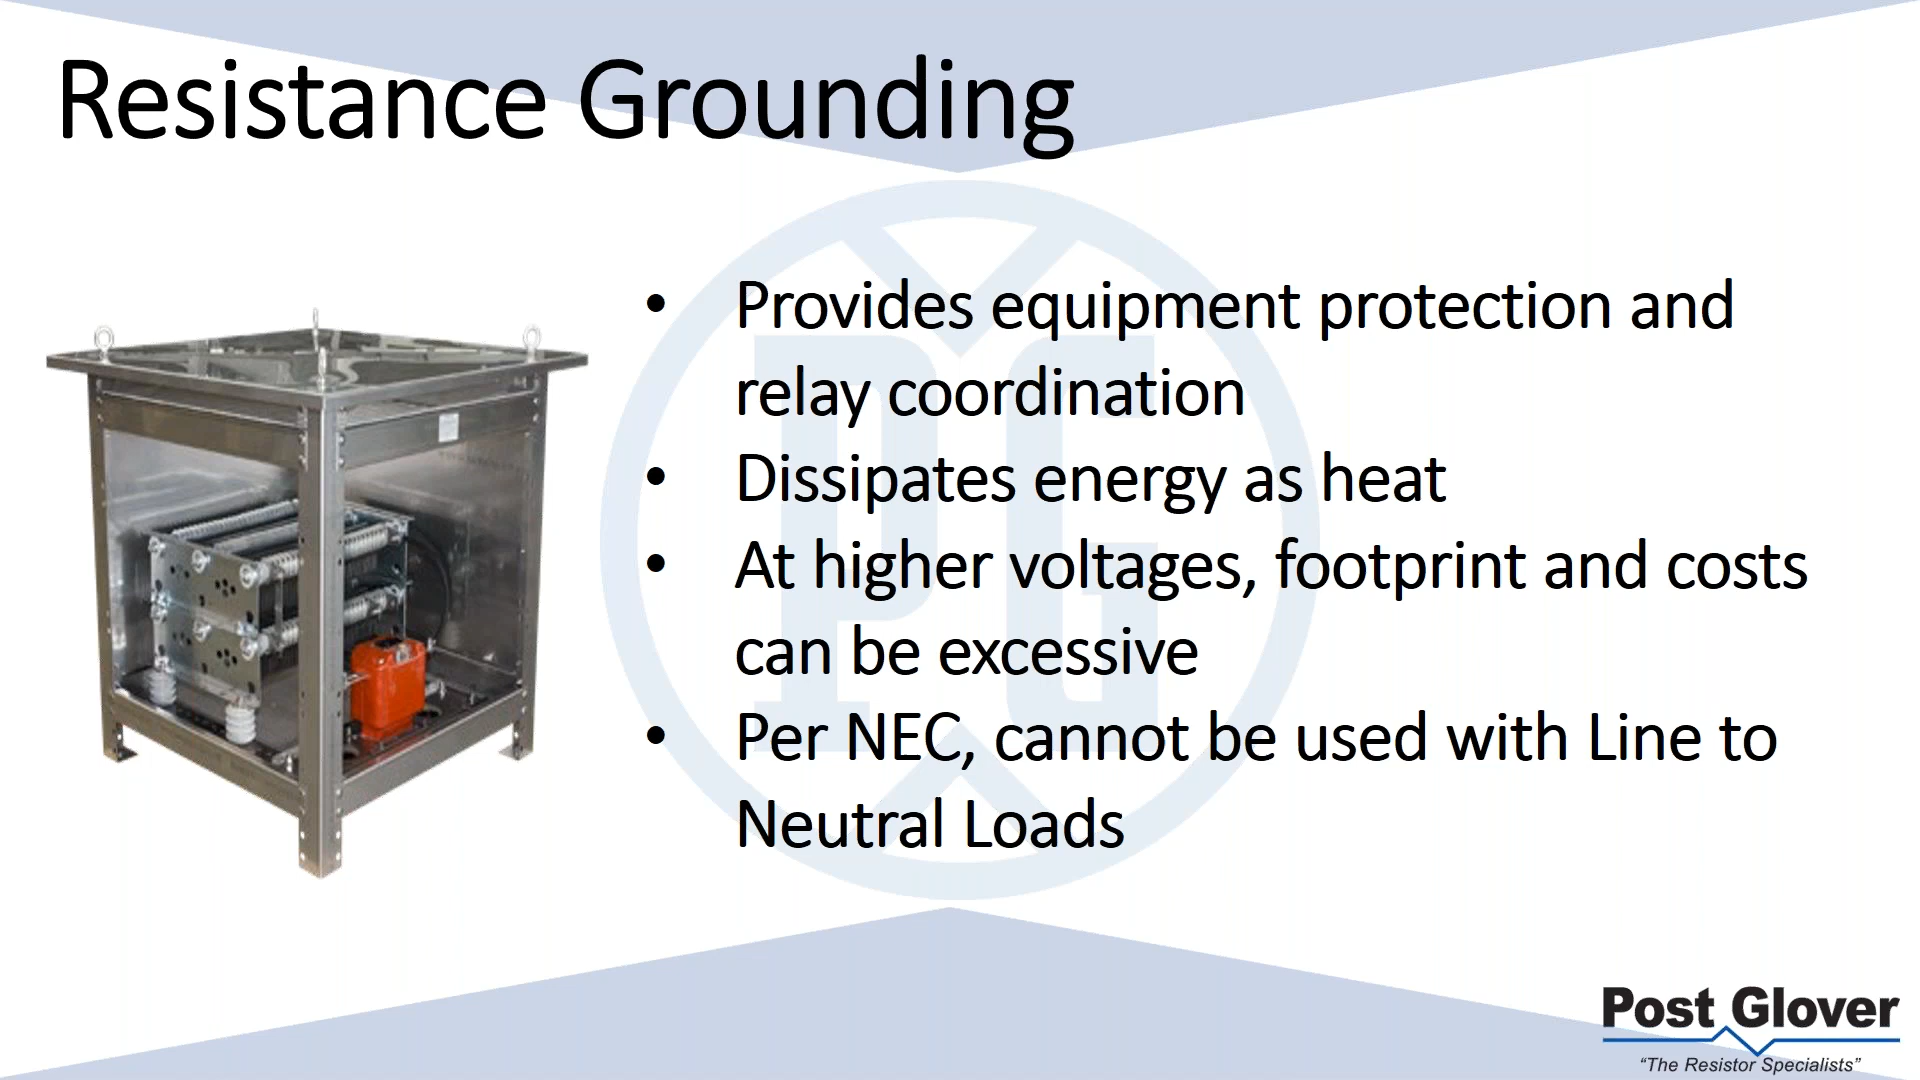 Resistance Grounding
• Provides equipment protection and
relay coordination
• Dissipates energy as heat
• At higher voltages, footprint and costs
can be excessive
• Per NEC, cannot be used with Line to
Neutral Loads
PG
Post Glover
“The Resistor Specialists”